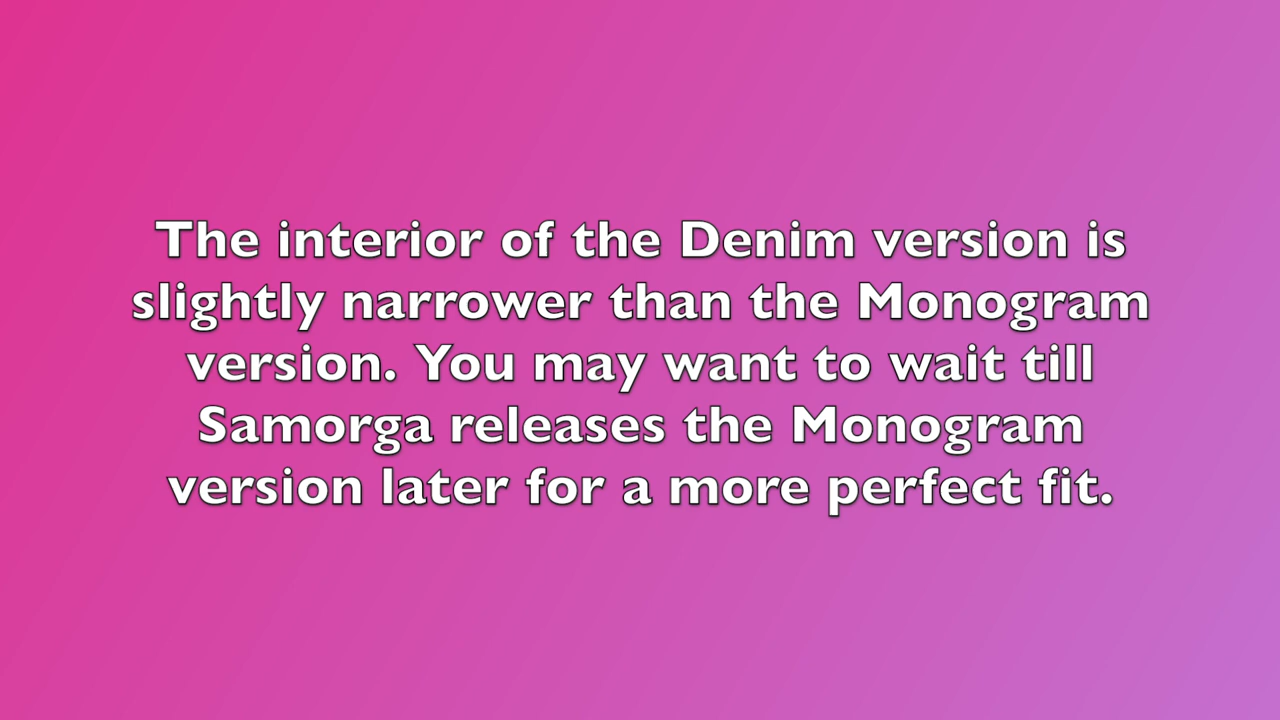 The interior of the Denim version is
slightly narrower than the Monogram
version. You may want to wait till
Samorga releases the Monogram
version later for a more perfect fit.